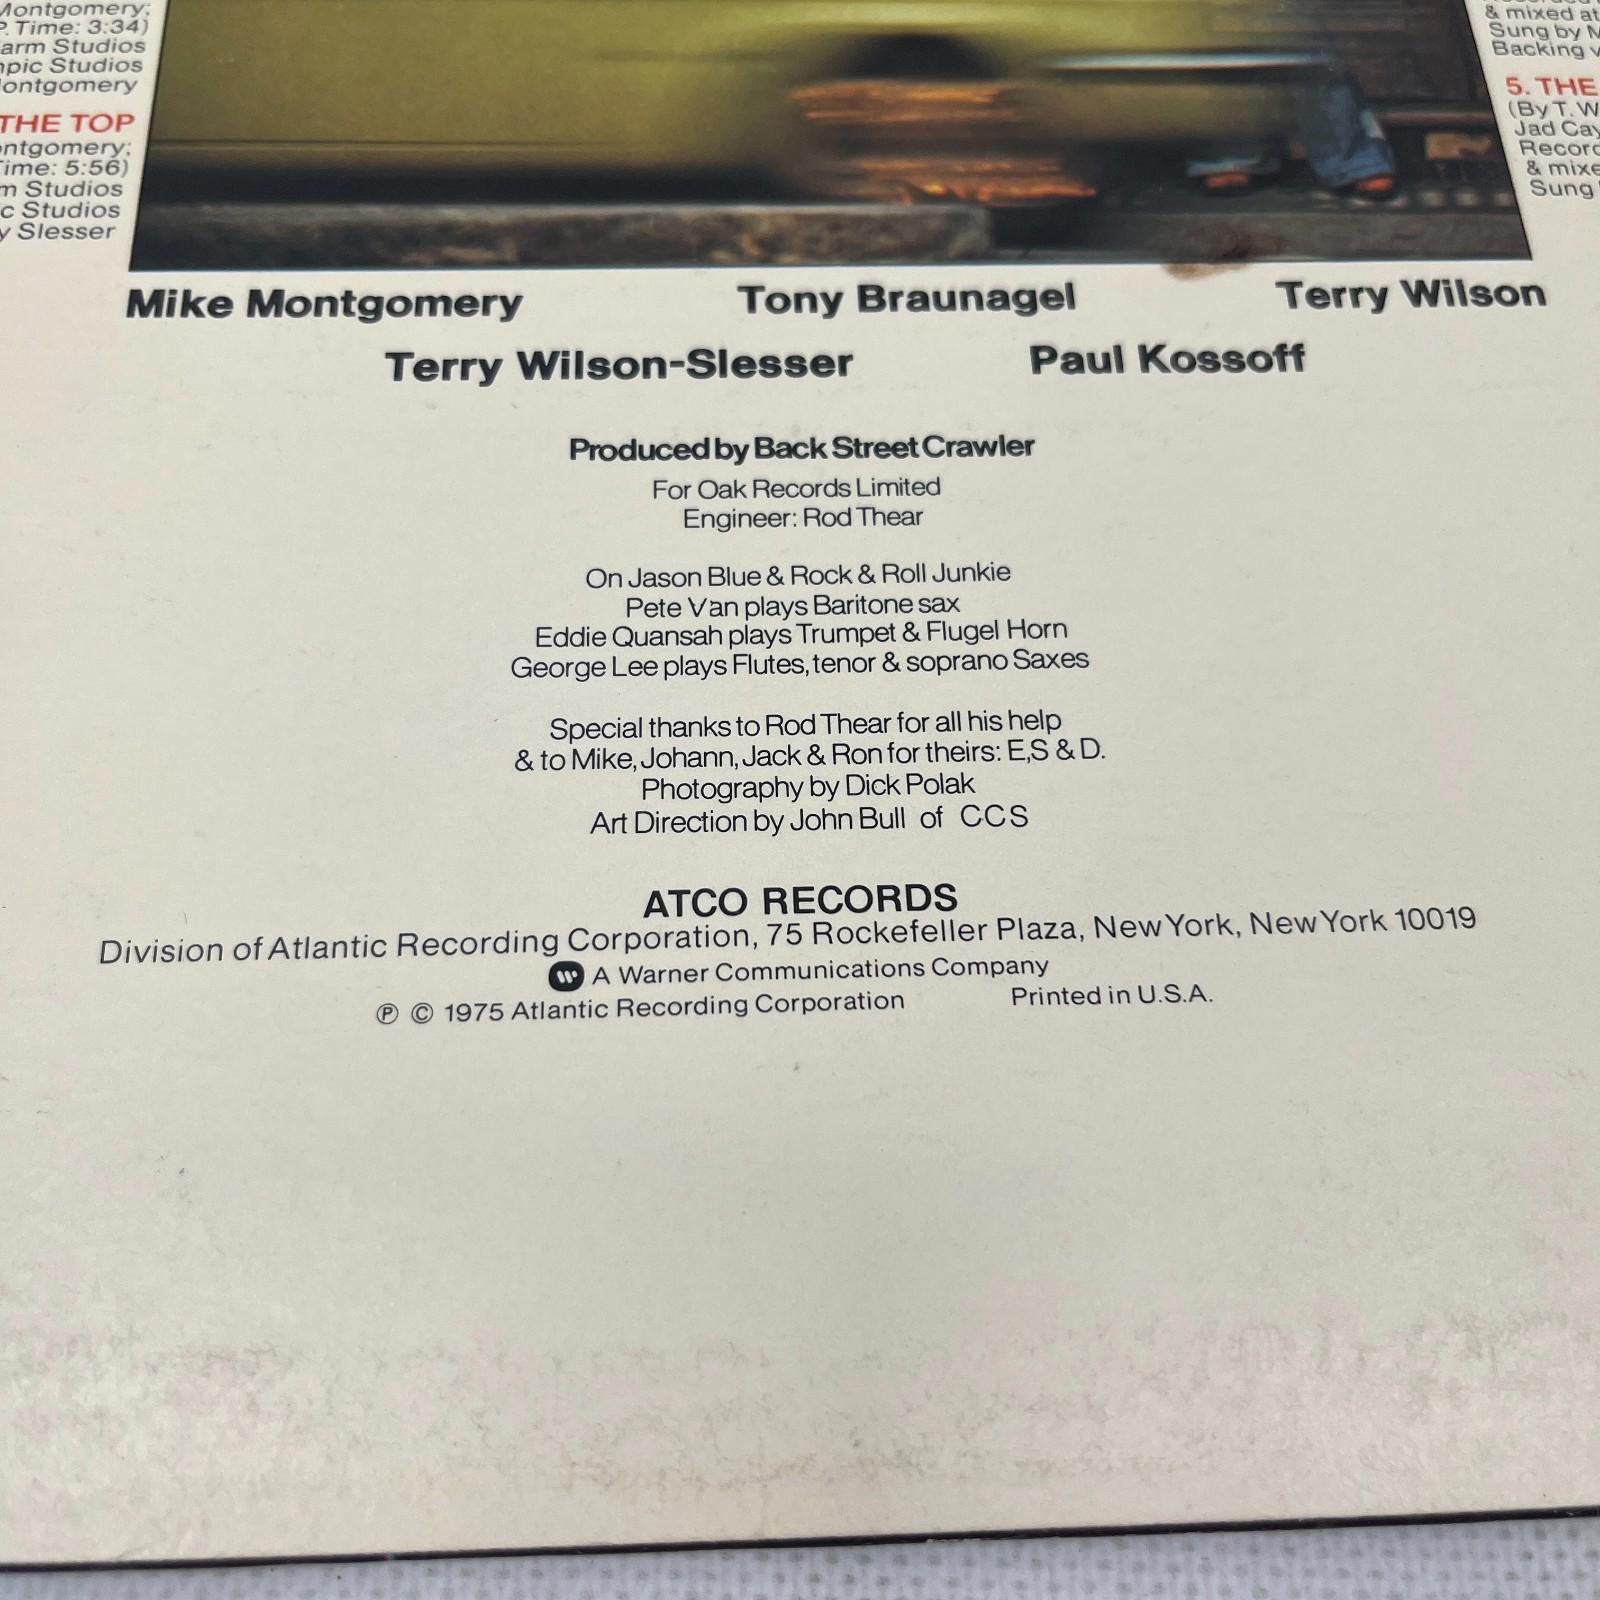 Montgomery;
P. Time: 3:34)
arm Studios
pic Studios
ontgomery
THE TOP
ontgomery;
ime: 5:56)
m Studios
c Studios
y Slesser
& mixed at
Sung by M
Backing v
5. THE
(By T. W
Jad Cay
Record
& mixe
Sung
Mike Montgomery Tony Braunagel Terry Wilson
Terry Wilson-Slesser Paul Kossoff
Produced by Back Street Crawler
For Oak Records Limited
Engineer: Rod Thear
On Jason Blue & Rock & Roll Junkie
Pete Van plays Baritone sax
Eddie Quansah plays Trumpet & Flugel Horn
George Lee plays Flutes, tenor & soprano Saxes
Special thanks to Rod Thear for all his help
& to Mike, Johann, Jack & Ron for theirs: E,S & D.
Photography by Dick Polak
Art Direction by John Bull of CCS
ATCO RECORDS
Division of Atlantic Recording Corporation, 75 Rockefeller Plaza, New York, New York 10019
W A Warner Communications Company
℗ © 1975 Atlantic Recording Corporation Printed in U.S.A.